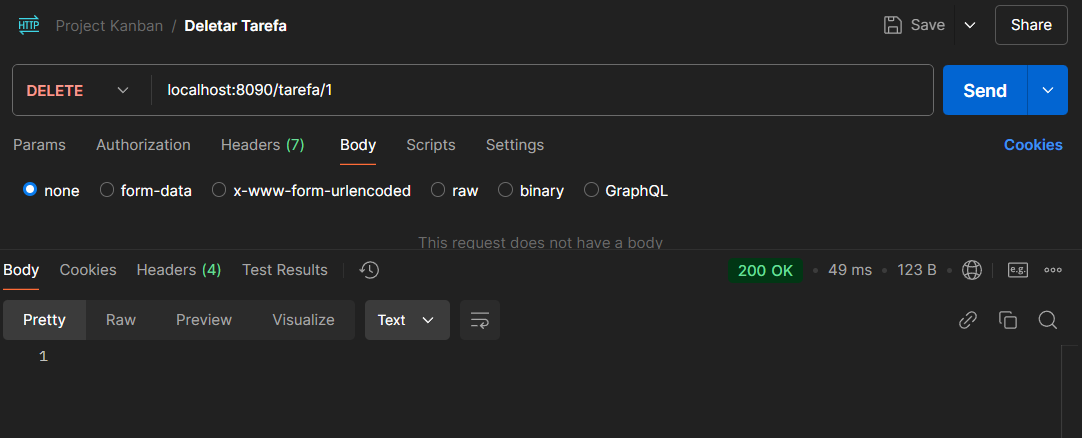 HTTP Project Kanban / Deletar Tarefa Save Share
DELETE localhost:8090/tarefa/1 Send
Params Authorization Headers (7) Body Scripts Settings Cookies
none form-data x-www-form-urlencoded raw binary GraphQL
This request does not have a body
Body Cookies Headers (4) Test Results 200 OK • 49 ms • 123 B • e.g.
Pretty Raw Preview Visualize Text
1